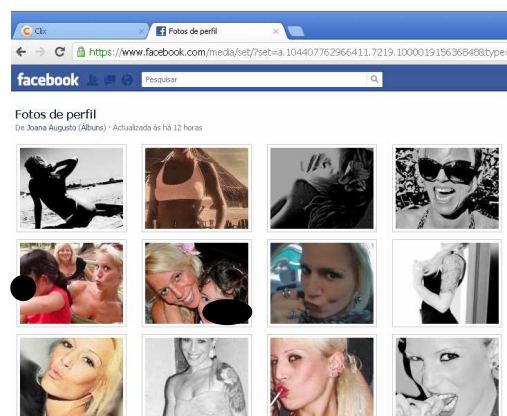 Clix
Fotos de perfil
https://www.facebook.com/media/set/?set=a.104407762966411.7219.100001915636848&type
facebook
Pesquisar
Fotos de perfil
De Joana Augusto (Álbuns) · Actualizada às há 12 horas